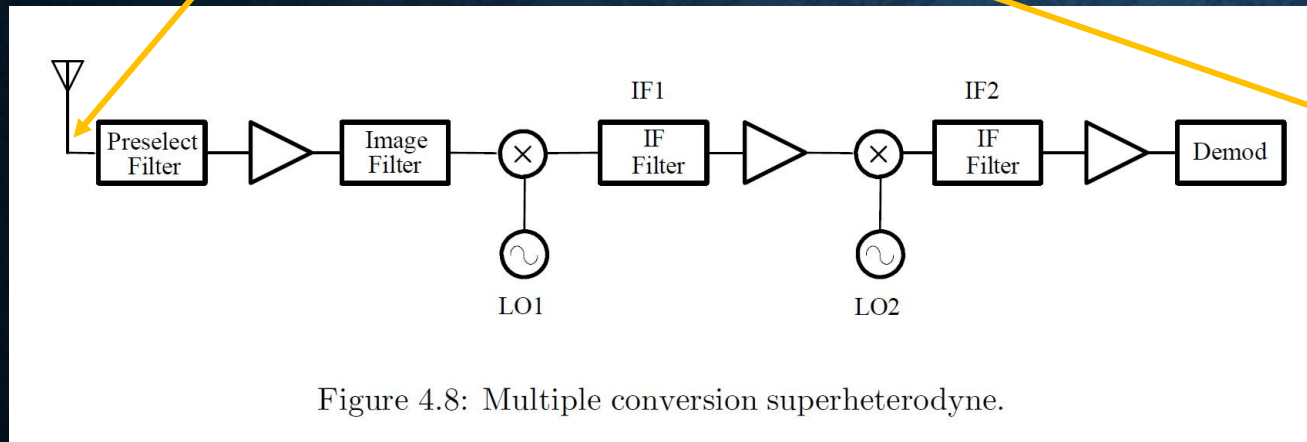 IF1
IF2
Preselect
Filter
Image
Filter
IF
Filter
IF
Filter
Demod
LO1
LO2
Figure 4.8: Multiple conversion superheterodyne.